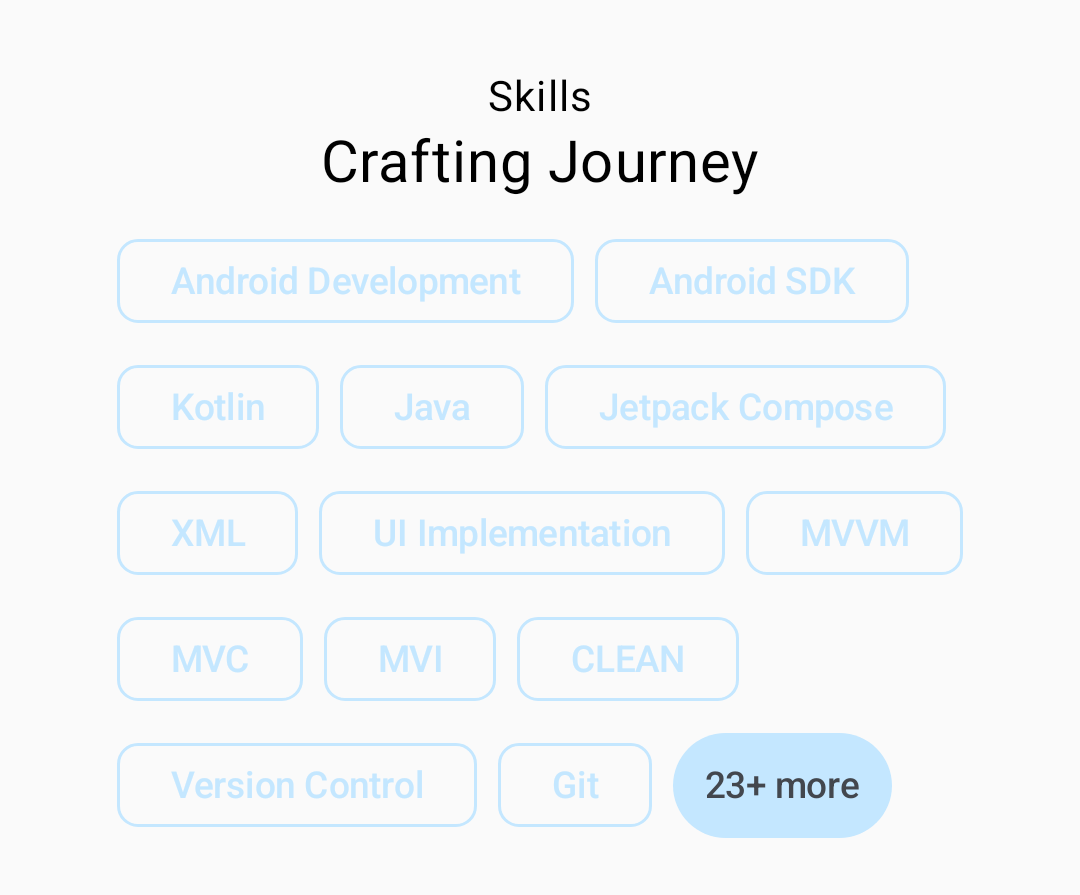 Skills
Crafting Journey
Android Development Android SDK
Kotlin Java Jetpack Compose
XML UI Implementation MVVM
MVC MVI CLEAN
Version Control Git 23+ more